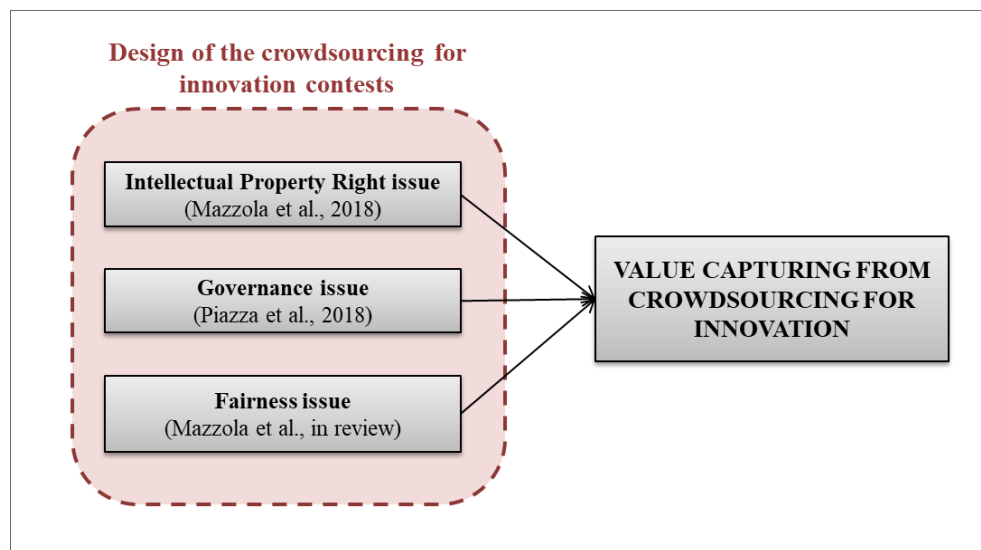 Design of the crowdsourcing for
innovation contests
Intellectual Property Right issue
(Mazzola et al., 2018)
Governance issue
(Piazza et al., 2018)
Fairness issue
(Mazzola et al., in review)
VALUE CAPTURING FROM
CROWDSOURCING FOR
INNOVATION